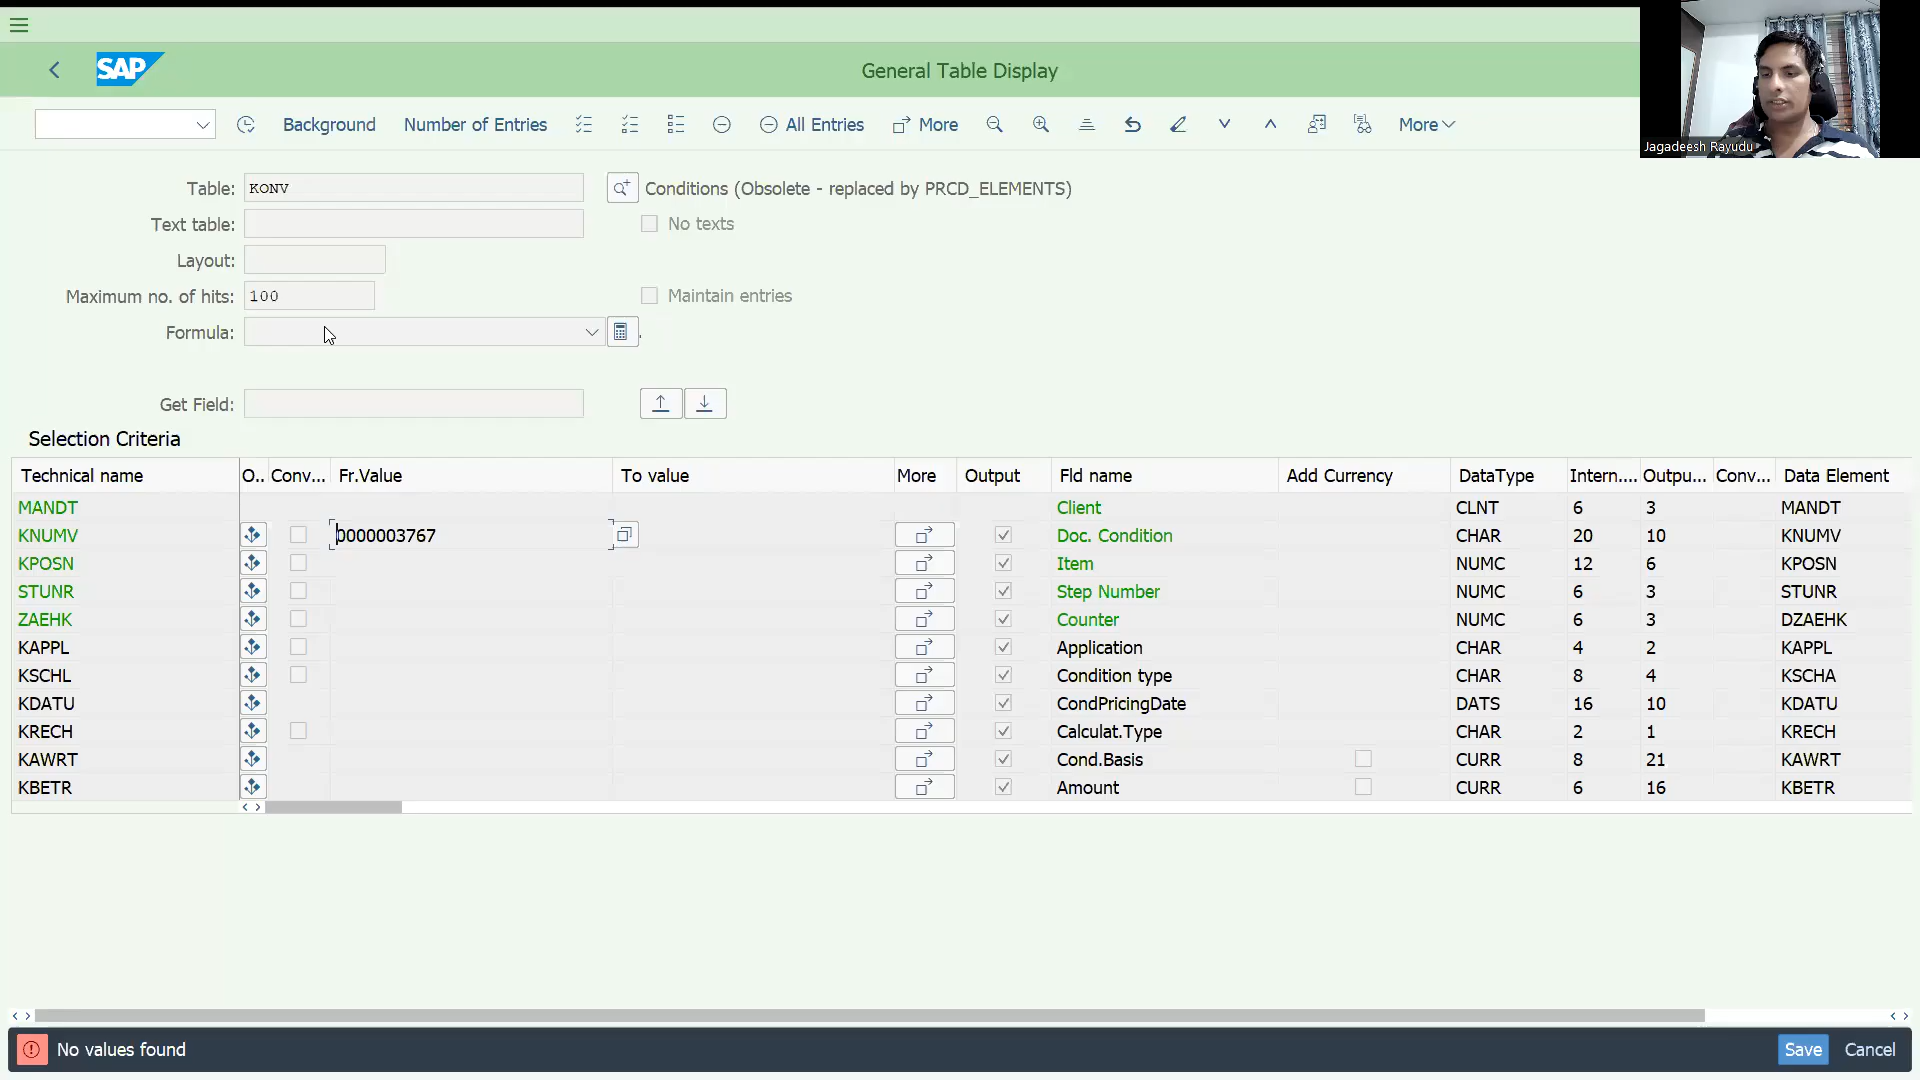 SAP
General Table Display
Background Number of Entries All Entries More More
Jagadeesh Rayudu
Table: KONV Conditions (Obsolete - replaced by PRCD_ELEMENTS)
Text table: No texts
Layout:
Maximum no. of hits: 100 Maintain entries
Formula:
Get Field:
Selection Criteria
Technical name O.. Conv... Fr.Value To value More Output Fld name Add Currency DataType Intern.... Outpu... Conv... Data Element
MANDT Client CLNT 6 3 MANDT
KNUMV 0000003767 Doc. Condition CHAR 20 10 KNUMV
KPOSN Item NUMC 12 6 KPOSN
STUNR Step Number NUMC 6 3 STUNR
ZAEHK Counter NUMC 6 3 DZAEHK
KAPPL Application CHAR 4 2 KAPPL
KSCHL Condition type CHAR 8 4 KSCHA
KDATU CondPricingDate DATS 16 10 KDATU
KRECH Calculat.Type CHAR 2 1 KRECH
KAWRT Cond.Basis CURR 8 21 KAWRT
KBETR Amount CURR 6 16 KBETR
No values found Save Cancel